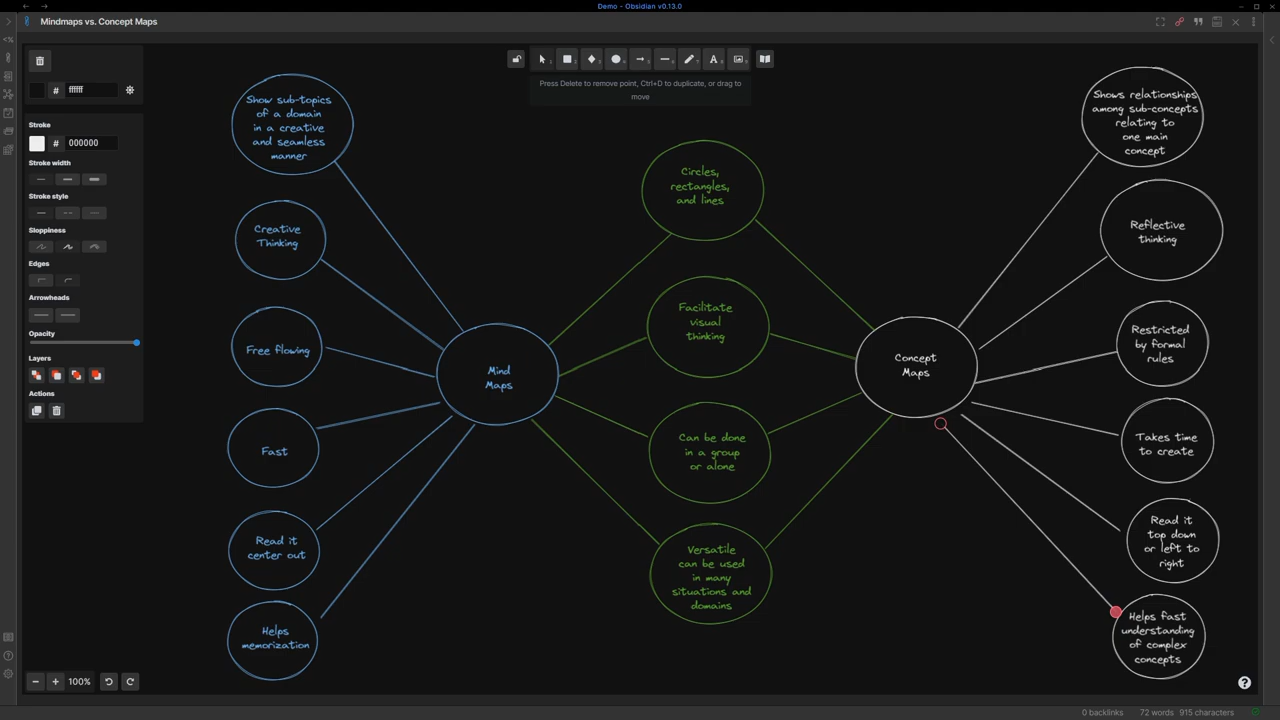 Demo - Obsidian v0.13.0
Mindmaps vs. Concept Maps
# ffffff
Stroke
# 000000
Stroke width
Stroke style
Sloppiness
Edges
Arrowheads
Opacity
Layers
Actions
Press Delete to remove point, Ctrl+D to duplicate, or drag to
move
Show sub-topics
of a domain
in a creative
and seamless
manner
Creative
Thinking
Free flowing
Fast
Read it
center out
Helps
memorization
Mind
Maps
Circles,
rectangles,
and lines
Facilitate
visual
thinking
Can be done
in a group
or alone
Versatile
can be used
in many
situations and
domains
Concept
Maps
Shows relationships
among sub-concepts
relating to
one main
concept
Reflective
thinking
Restricted
by formal
rules
Takes time
to create
Read it
top down
or left to
right
Helps fast
understanding
of complex
concepts
100%
0 backlinks 72 words 915 characters